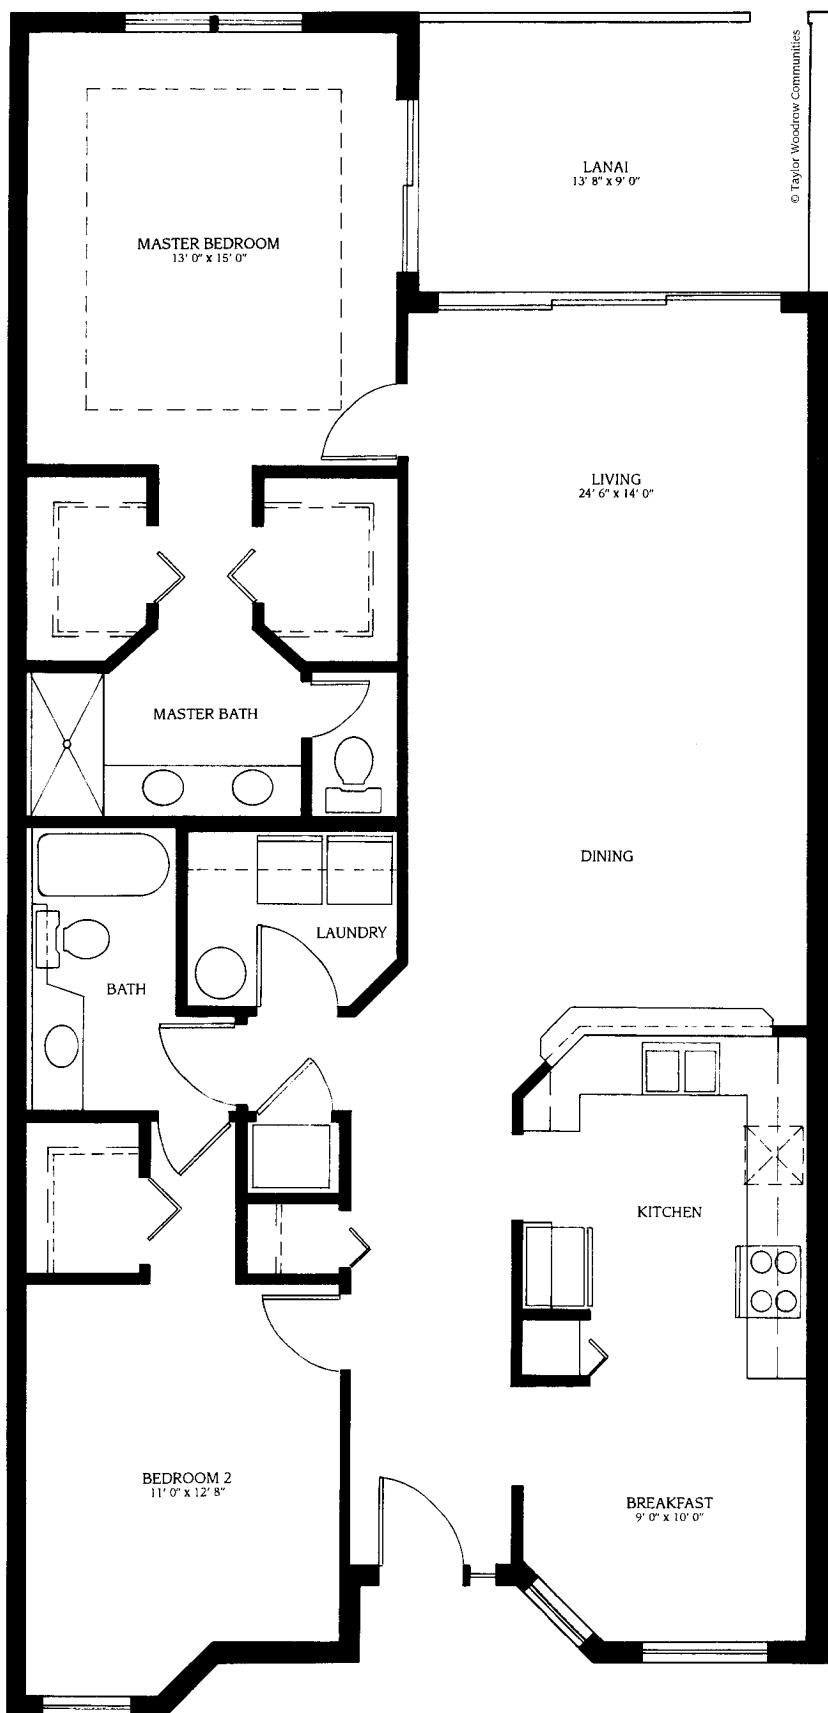 © Taylor Woodrow Communities
LANAI
13' 8" x 9' 0"
MASTER BEDROOM
13' 0" x 15' 0"
LIVING
24' 6" x 14' 0"
MASTER BATH
DINING
LAUNDRY
BATH
KITCHEN
BEDROOM 2
11' 0" x 12' 8"
BREAKFAST
9' 0" x 10' 0"